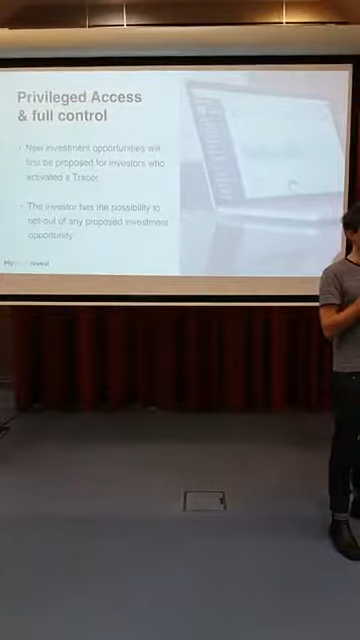 Privileged Access
& full control
• New investment opportunities will
first be proposed for investors who
activated a Tracer.
• The investor has the possibility to
opt-out of any proposed investment
opportunity